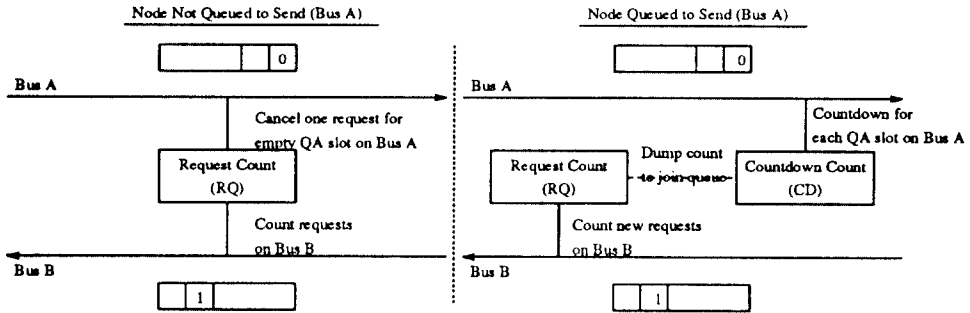 Node Not Queued to Send (Bus A)
0
Bus A
Cancel one request for
empty QA slot on Bus A
Request Count
(RQ)
Count requests
on Bus B
Bus B
1
Node Queued to Send (Bus A)
0
Bus A
Countdown for
each QA slot on Bus A
Request Count
(RQ)
Dump count
to join queue
Countdown Count
(CD)
Count new requests
on Bus B
Bus B
1